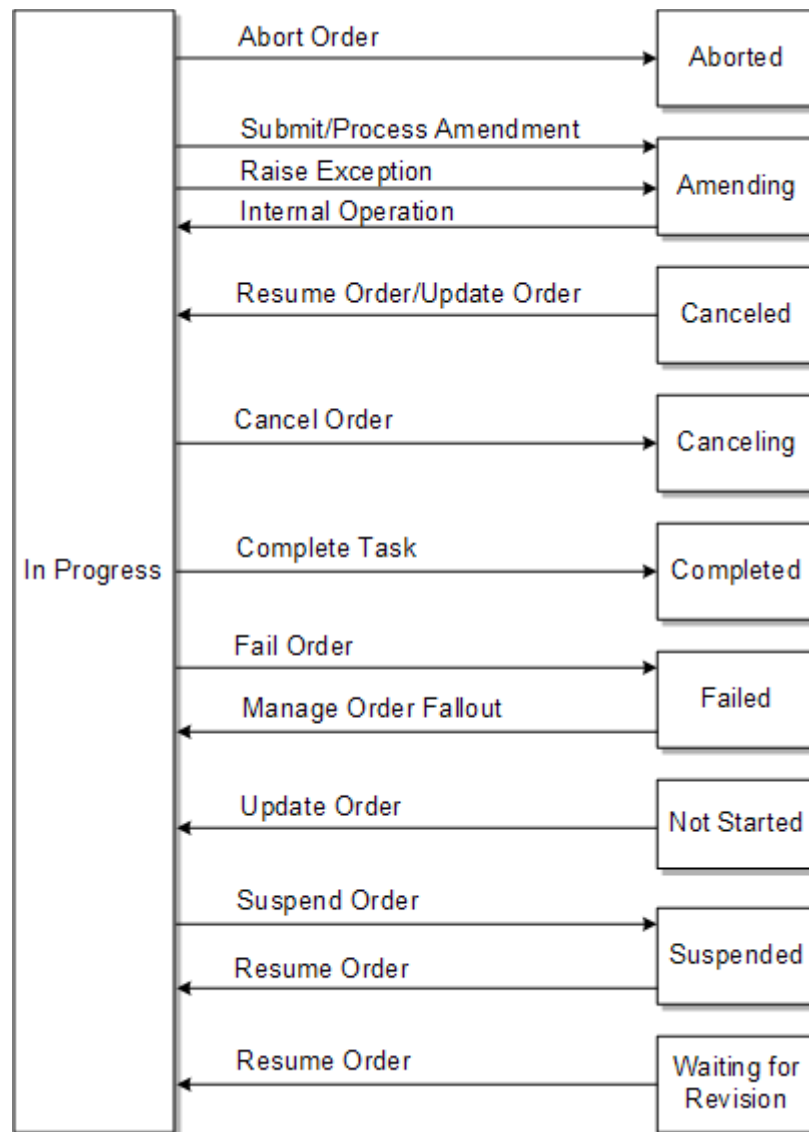 Abort Order
Aborted
Submit/Process Amendment
Raise Exception
Amending
Internal Operation
Resume Order/Update Order
Canceled
Cancel Order
Canceling
Complete Task
In Progress
Completed
Fail Order
Failed
Manage Order Fallout
Update Order
Not Started
Suspend Order
Suspended
Resume Order
Resume Order
Waiting for
Revision